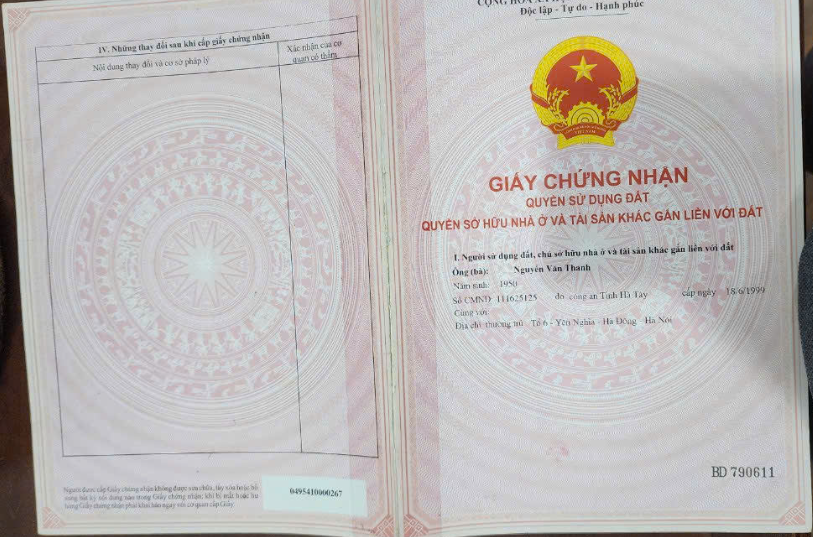 IV. Những thay đổi sau khi cấp giấy chứng nhận
Nội dung thay đổi và cơ sở pháp lý
Xác nhận của cơ
quan có thẩm
Người được cấp Giấy chứng nhận không được sửa chữa, tẩy xóa hoặc bổ
sung bất kỳ nội dung nào trong Giấy chứng nhận; khi bị mất hoặc hư
hỏng Giấy chứng nhận phải khai báo ngay với cơ quan cấp Giấy.
0495410000267
CỘNG HÒA
Độc lập - Tự do - Hạnh phúc
VIỆT NAM
GIẤY CHỨNG NHẬN
QUYỀN SỬ DỤNG ĐẤT
QUYỀN SỞ HỮU NHÀ Ở VÀ TÀI SẢN KHÁC GẮN LIỀN VỚI ĐẤT
I. Người sử dụng đất, chủ sở hữu nhà ở và tài sản khác gắn liền với đất
Ông (bà): Nguyễn Văn Thanh
Năm sinh: 1950
Số CMND: 111625125 do công an Tỉnh Hà Tây cấp ngày 18/6/1999
Cùng với:
Địa chỉ thường trú: Tổ 6 - Yên Nghĩa - Hà Đông - Hà Nội
BD 790611